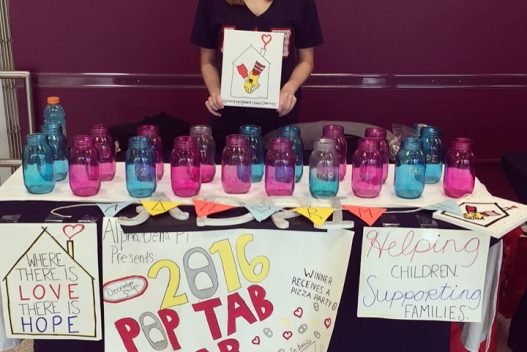 WHERE
THERE IS
LOVE
THERE IS
HOPE
Alpha Delta Pi
Presents
2016
POP TAB
WINNER
RECEIVES A
PIZZA PARTY
Helping
CHILDREN.
Supporting
FAMILIES.